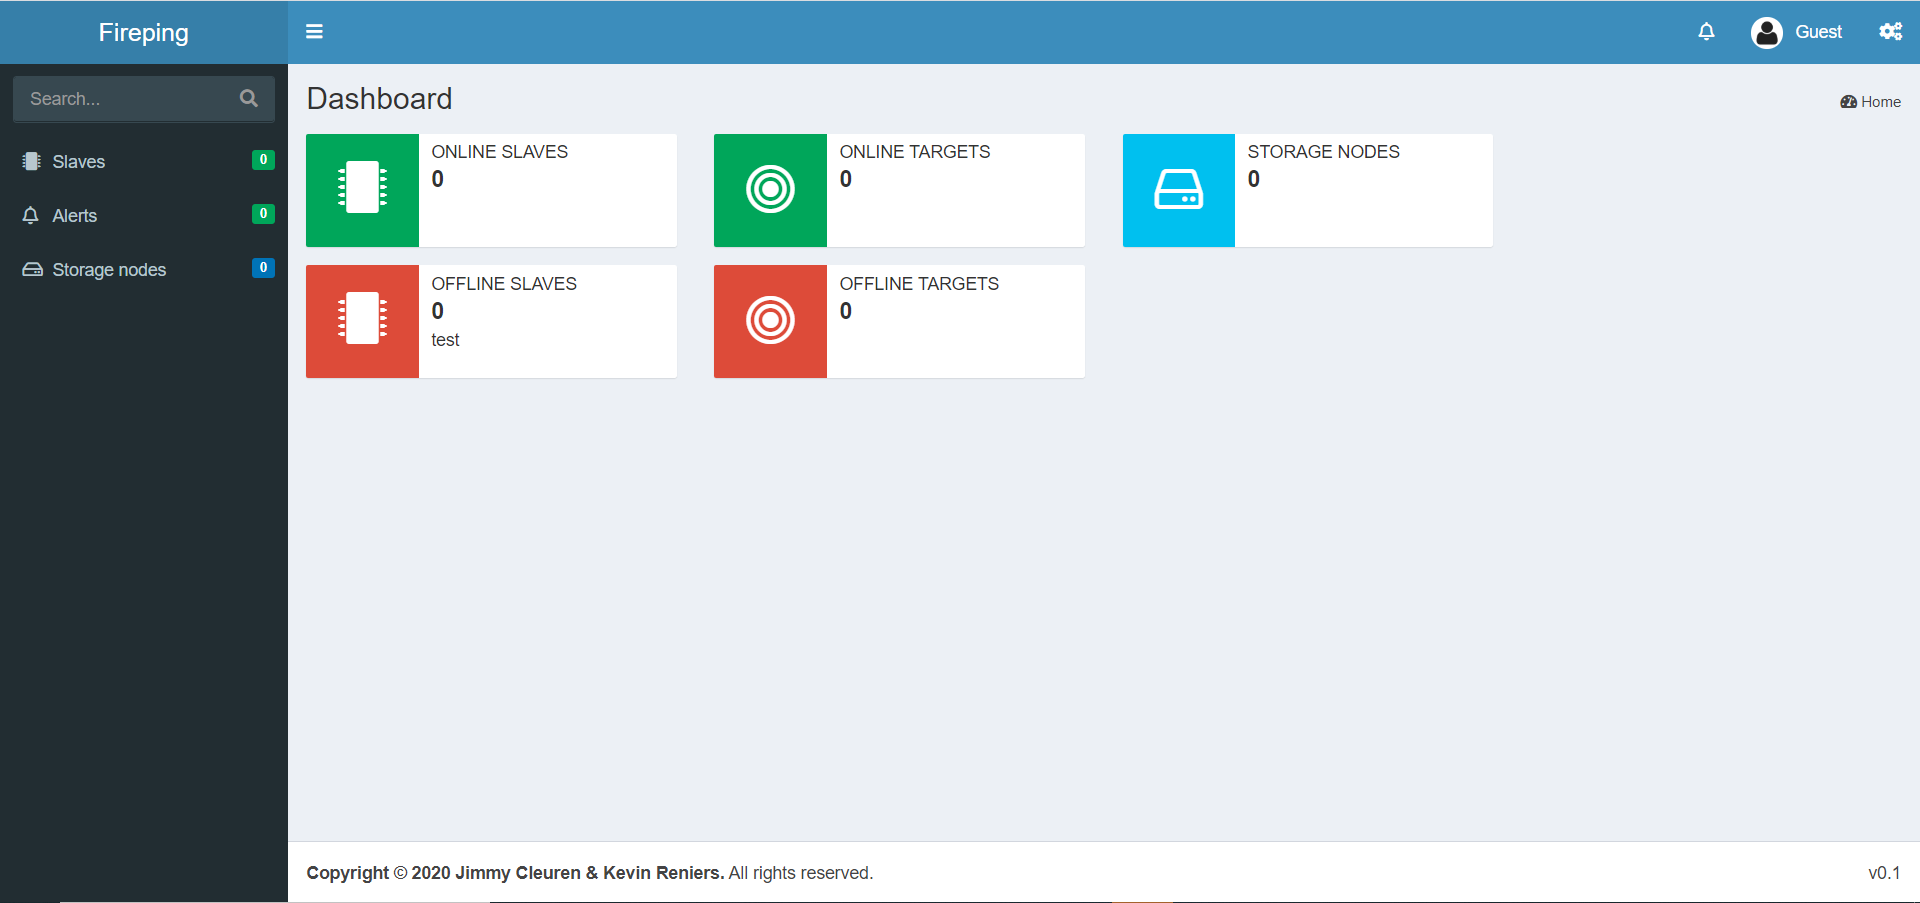 Fireping
Guest
Search...
Dashboard
Home
Slaves 0
Alerts 0
Storage nodes 0
ONLINE SLAVES
0
ONLINE TARGETS
0
STORAGE NODES
0
OFFLINE SLAVES
0
test
OFFLINE TARGETS
0
Copyright © 2020 Jimmy Cleuren & Kevin Reniers. All rights reserved.
v0.1